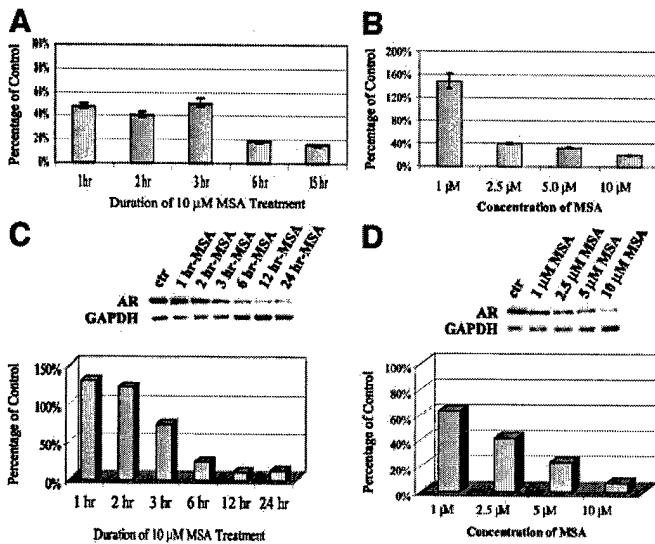 A
Percentage of Control
100%
80%
60%
40%
20%
0%
1hr
2hr
3hr
6hr
15hr
Duration of 10 µM MSA Treatment
B
Percentage of Control
200%
160%
120%
80%
40%
0%
1 µM
2.5 µM
5.0 µM
10 µM
Concentration of MSA
C
ctr
1 hr-MSA
2 hr-MSA
3 hr-MSA
6 hr-MSA
12 hr-MSA
24 hr-MSA
AR
GAPDH
Percentage of Control
150%
100%
50%
0%
1 hr
2 hr
3 hr
6 hr
12 hr
24 hr
Duration of 10 µM MSA Treatment
D
ctr
1 µM MSA
2.5 µM MSA
5 µM MSA
10 µM MSA
AR
GAPDH
Percentage of Control
100%
80%
60%
40%
20%
0%
1 µM
2.5 µM
5 µM
10 µM
Concentration of MSA